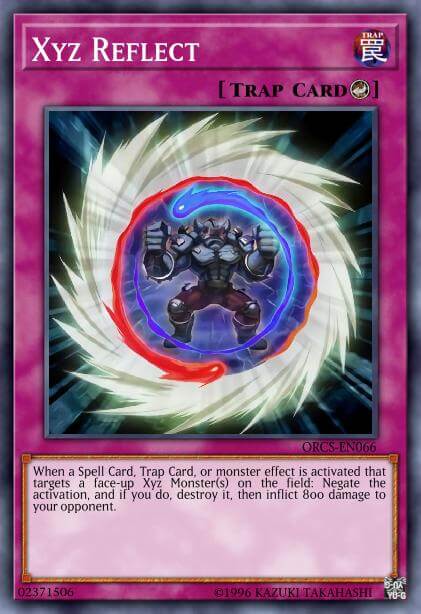 Xyz Reflect
TRAP
罠
[Trap Card]
ORCS-EN066
When a Spell Card, Trap Card, or monster effect is activated that
targets a face-up Xyz Monster(s) on the field: Negate the
activation, and if you do, destroy it, then inflict 800 damage to
your opponent.
02371506
©1996 KAZUKI TAKAHASHI